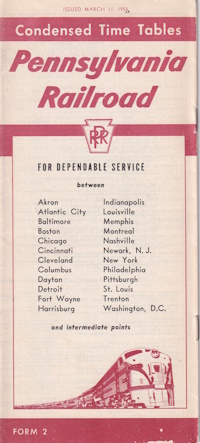 ISSUED MARCH 11, 195
Condensed Time Tables
Pennsylvania
Railroad
PRR
FOR DEPENDABLE SERVICE
between
Akron
Atlantic City
Baltimore
Boston
Chicago
Cincinnati
Cleveland
Columbus
Dayton
Detroit
Fort Wayne
Harrisburg
Indianapolis
Louisville
Memphis
Montreal
Nashville
Newark, N. J.
New York
Philadelphia
Pittsburgh
St. Louis
Trenton
Washington, D.C.
and intermediate points
FORM 2